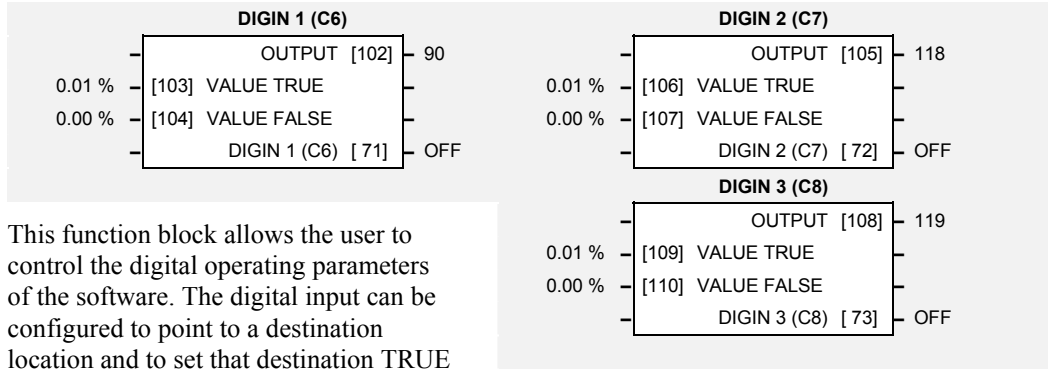 DIGIN 1 (C6)
OUTPUT [102] 90
0.01 % [103] VALUE TRUE
0.00 % [104] VALUE FALSE
DIGIN 1 (C6) [ 71] OFF
DIGIN 2 (C7)
OUTPUT [105] 118
0.01 % [106] VALUE TRUE
0.00 % [107] VALUE FALSE
DIGIN 2 (C7) [ 72] OFF
DIGIN 3 (C8)
OUTPUT [108] 119
0.01 % [109] VALUE TRUE
0.00 % [110] VALUE FALSE
DIGIN 3 (C8) [ 73] OFF
This function block allows the user to
control the digital operating parameters
of the software. The digital input can be
configured to point to a destination
location and to set that destination TRUE